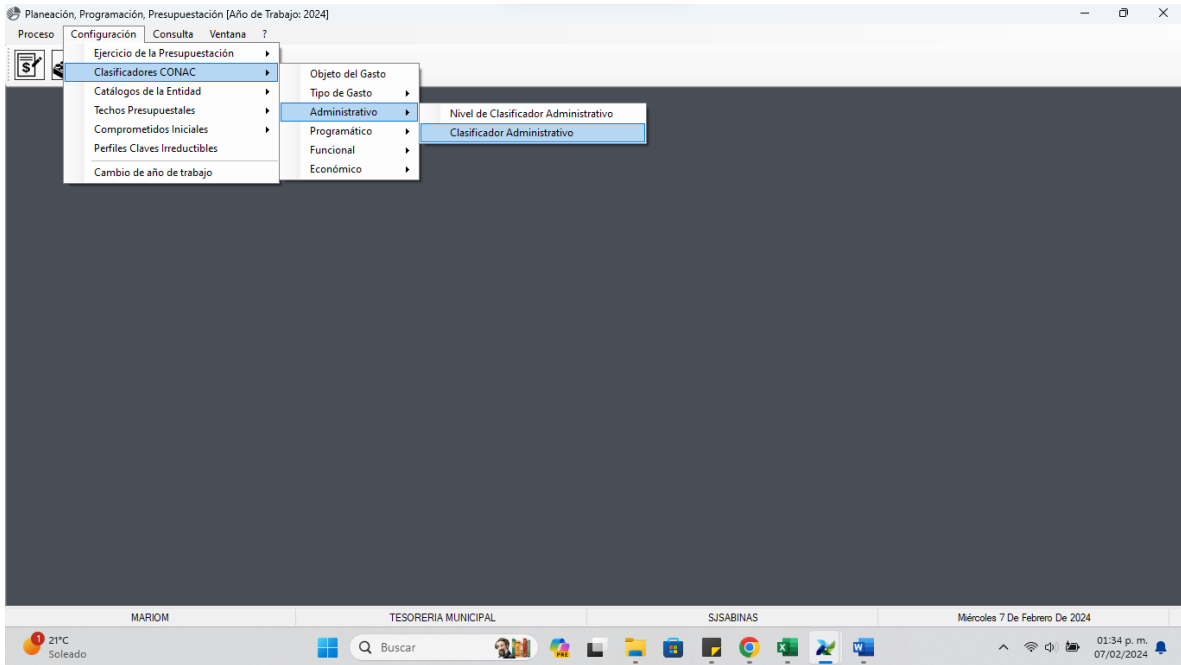 Planeación, Programación, Presupuestación [Año de Trabajo: 2024]
Proceso Configuración Consulta Ventana ?
Ejercicio de la Presupuestación
Clasificadores CONAC
Catálogos de la Entidad
Techos Presupuestales
Comprometidos Iniciales
Perfiles Claves Irreductibles
Cambio de año de trabajo
Objeto del Gasto
Tipo de Gasto
Administrativo
Programático
Funcional
Económico
Nivel de Clasificador Administrativo
Clasificador Administrativo
MARIOM TESORERIA MUNICIPAL SJSABINAS Miércoles 7 De Febrero De 2024
1 21°C
Soleado
Buscar
PRE
01:34 p. m.
07/02/2024